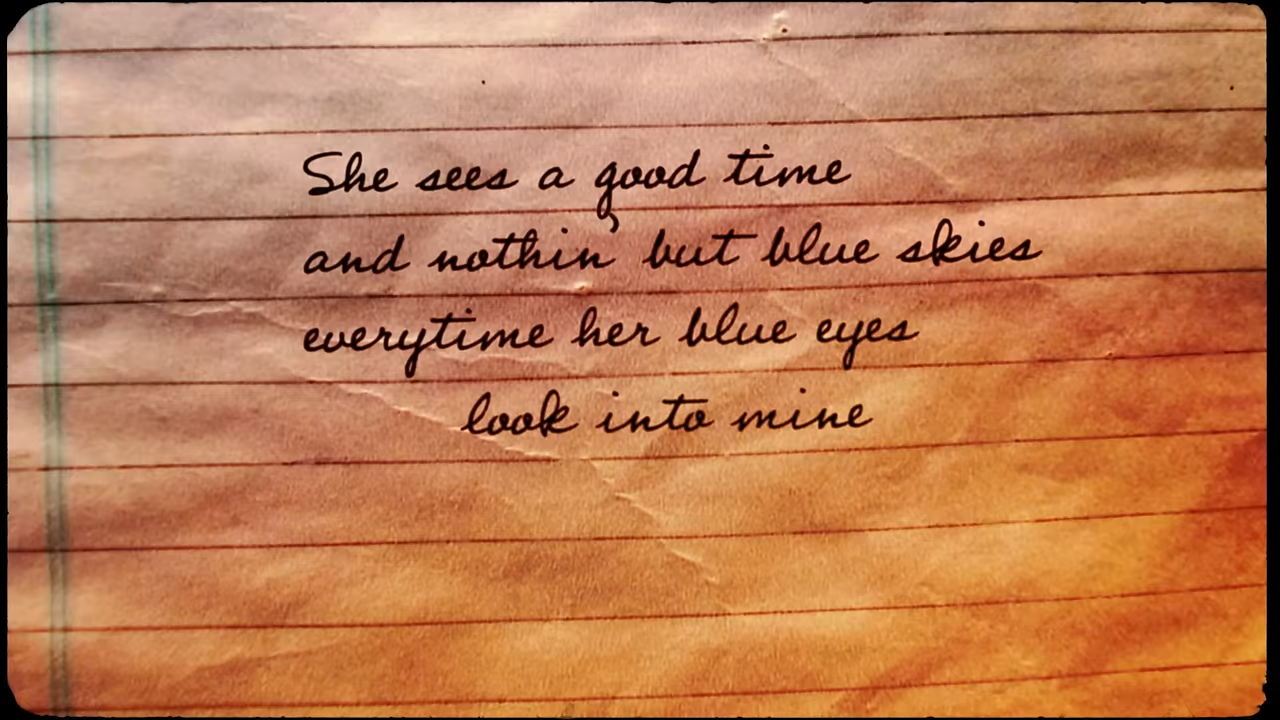 She sees a good time
and nothin' but blue skies
everytime her blue eyes
look into mine